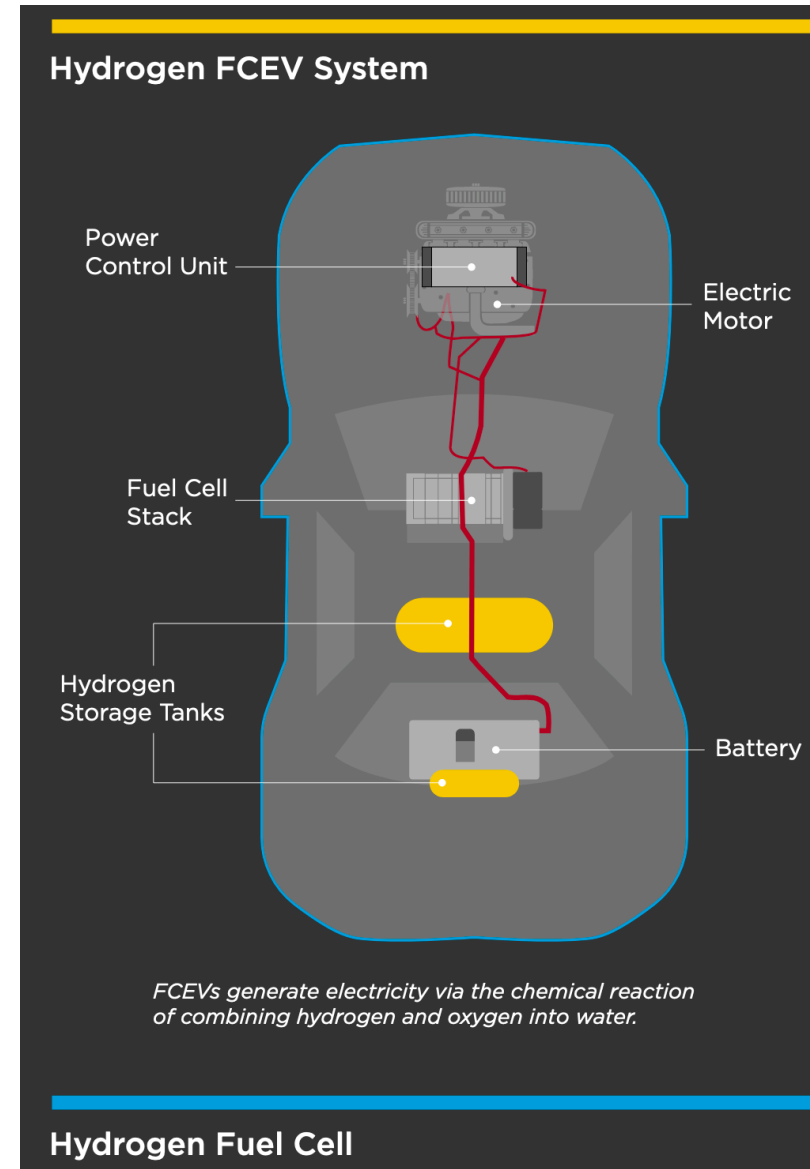 Hydrogen FCEV System
Power
Control Unit
Electric
Motor
Fuel Cell
Stack
Hydrogen
Storage Tanks
Battery
FCEVs generate electricity via the chemical reaction
of combining hydrogen and oxygen into water.
Hydrogen Fuel Cell